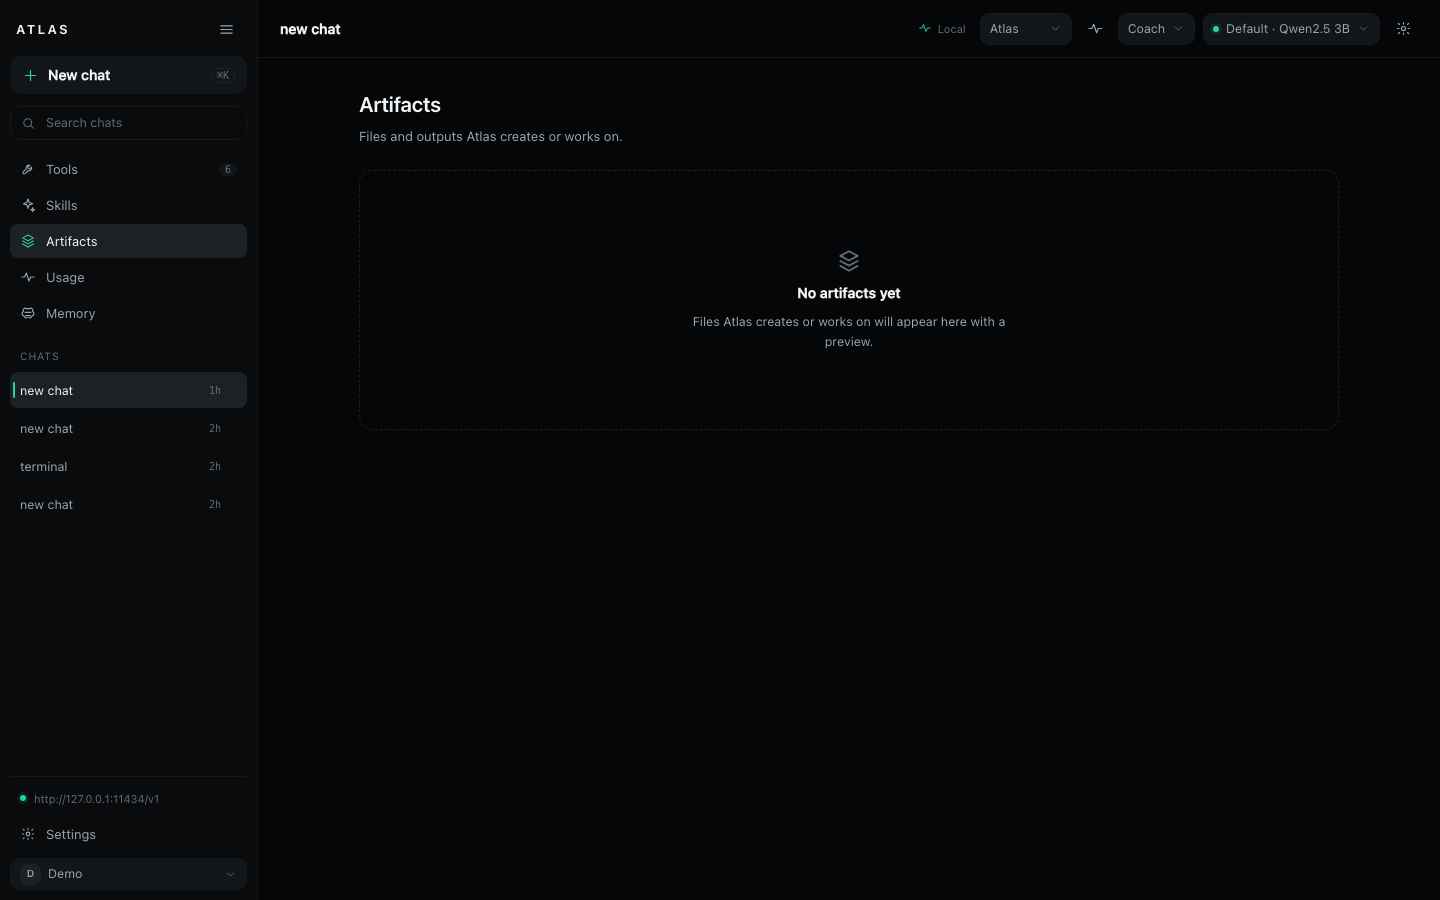 ATLAS
New chat
⌘K
Search chats
Tools
6
Skills
Artifacts
Usage
Memory
CHATS
new chat 1h
new chat 2h
terminal 2h
new chat 2h
http://127.0.0.1:11434/v1
Settings
D Demo
new chat
Local
Atlas
Coach
Default · Qwen2.5 3B
Artifacts
Files and outputs Atlas creates or works on.
No artifacts yet
Files Atlas creates or works on will appear here with a
preview.